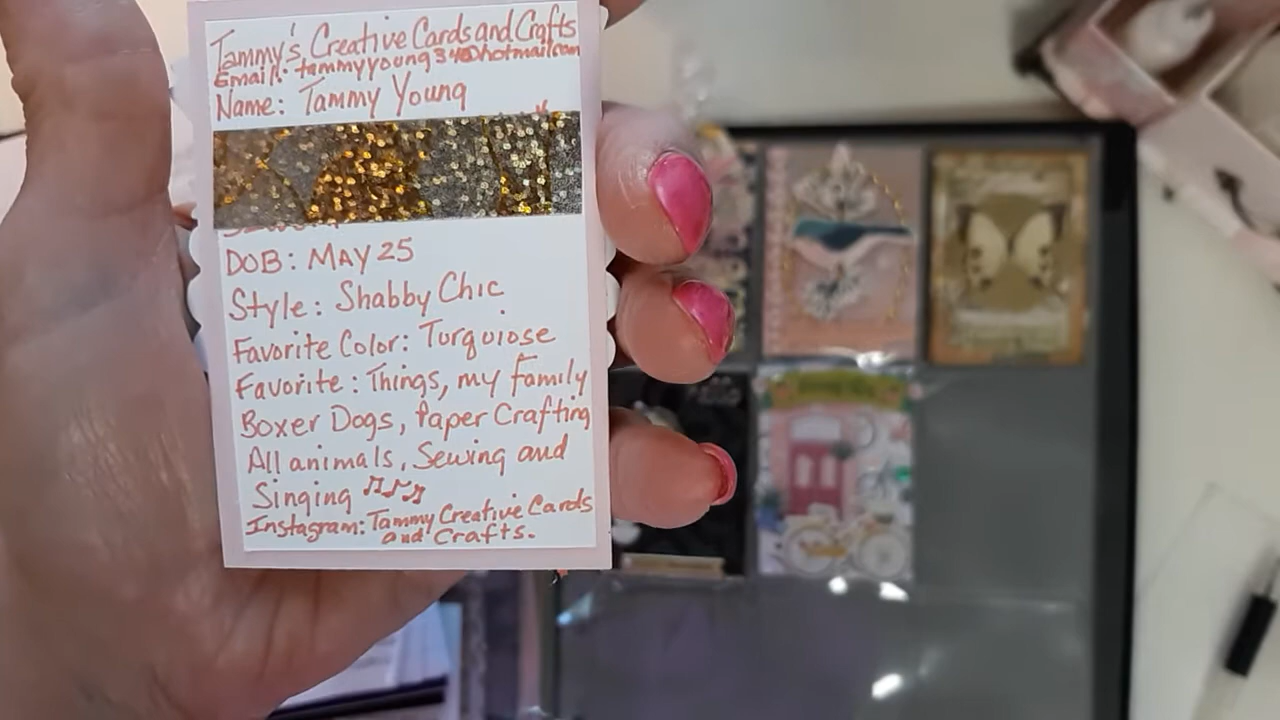 Tammy's Creative Cards and Crafts
Email: tammyyoung340@hotmail.com
Name: Tammy Young
DOB: MAY 25
Style: Shabby Chic
Favorite Color: Turquiose
Favorite: Things, my family
Boxer Dogs, Paper Crafting
All animals, Sewing and
Singing
Instagram: Tammy Creative Cards
and Crafts.
Hello